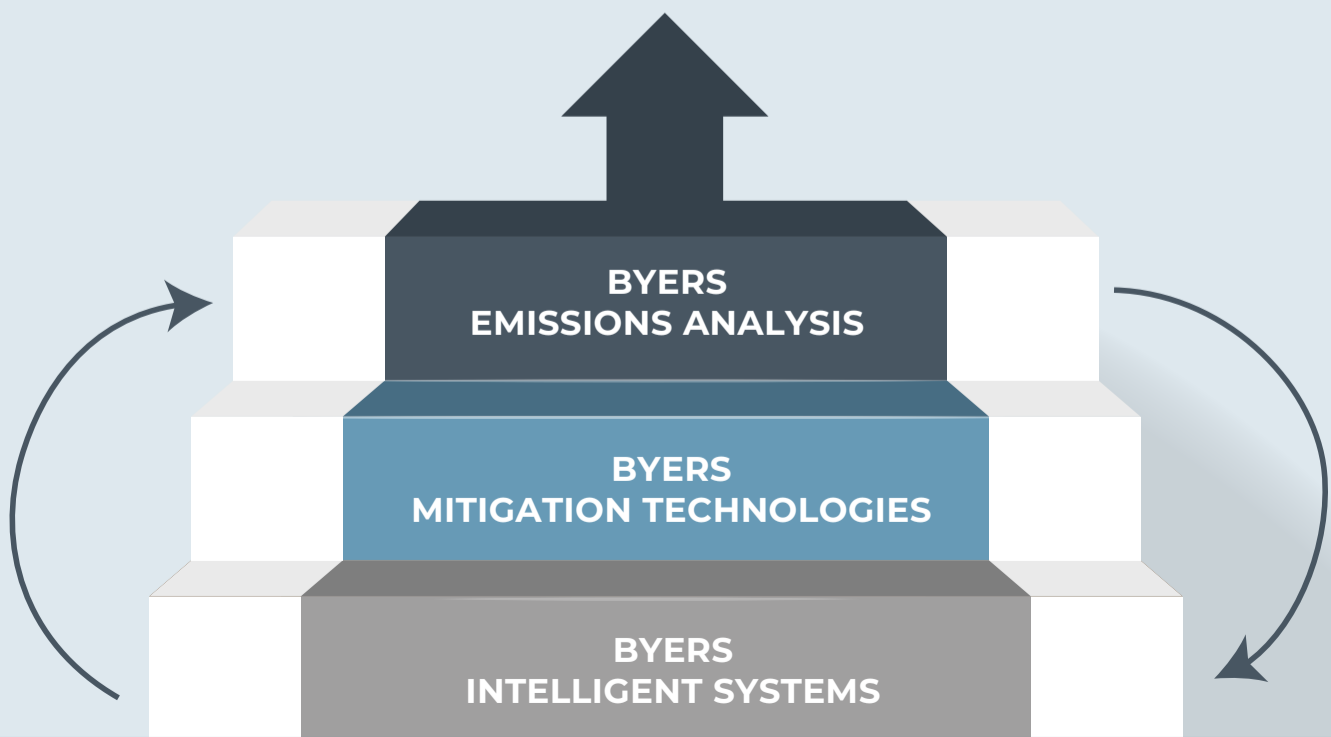 BYERS
EMISSIONS ANALYSIS
BYERS
MITIGATION TECHNOLOGIES
BYERS
INTELLIGENT SYSTEMS